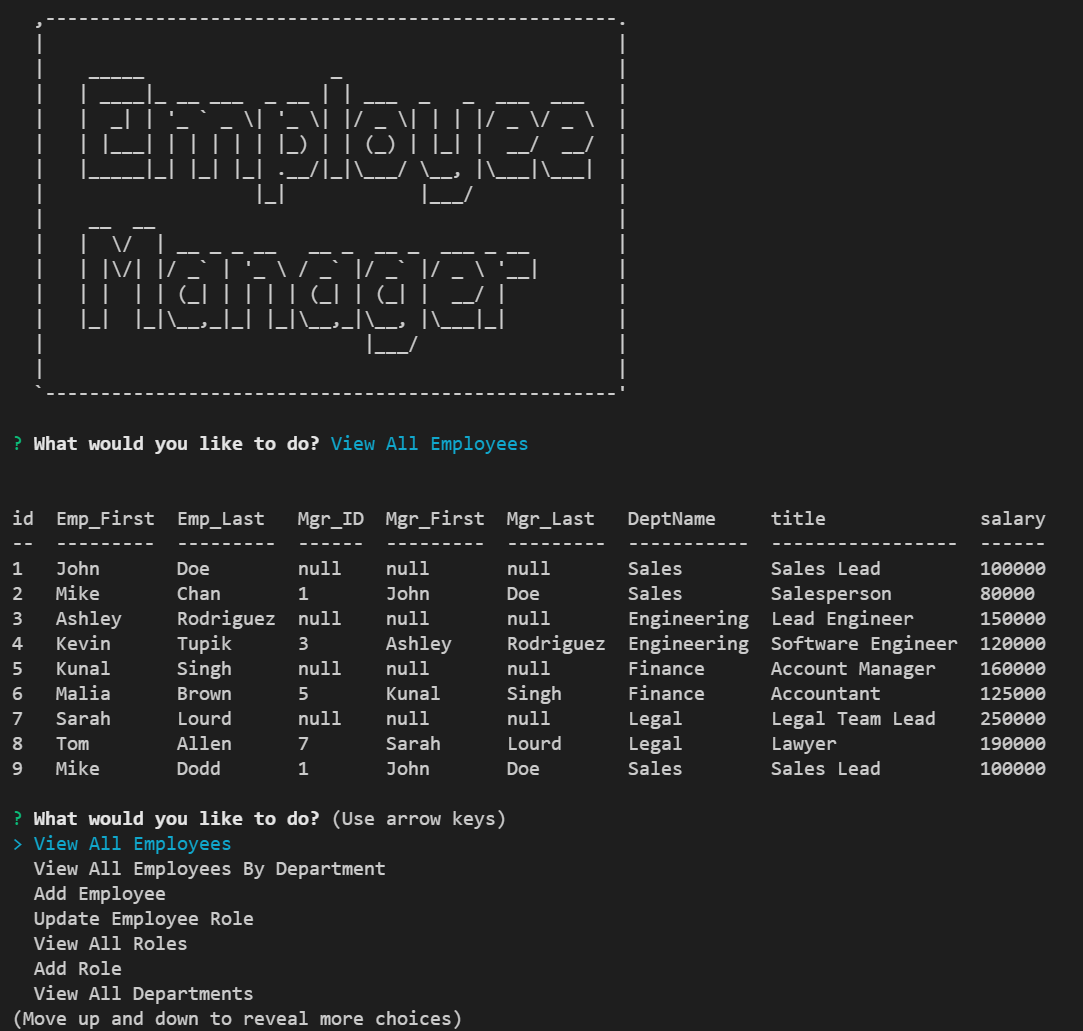 Employee
Manager
? What would you like to do? View All Employees
id  Emp_First  Emp_Last   Mgr_ID  Mgr_First  Mgr_Last   DeptName     title              salary
--  ---------  ---------  ------  ---------  ---------  -----------  -----------------  ------
1   John       Doe        null    null       null       Sales        Sales Lead         100000
2   Mike       Chan       1       John       Doe        Sales        Salesperson        80000
3   Ashley     Rodriguez  null    null       null       Engineering  Lead Engineer      150000
4   Kevin      Tupik      3       Ashley     Rodriguez  Engineering  Software Engineer  120000
5   Kunal      Singh      null    null       null       Finance      Account Manager    160000
6   Malia      Brown      5       Kunal      Singh      Finance      Accountant         125000
7   Sarah      Lourd      null    null       null       Legal        Legal Team Lead    250000
8   Tom        Allen      7       Sarah      Lourd      Legal        Lawyer             190000
9   Mike       Dodd       1       John       Doe        Sales        Sales Lead         100000
? What would you like to do? (Use arrow keys)
> View All Employees
  View All Employees By Department
  Add Employee
  Update Employee Role
  View All Roles
  Add Role
  View All Departments
(Move up and down to reveal more choices)